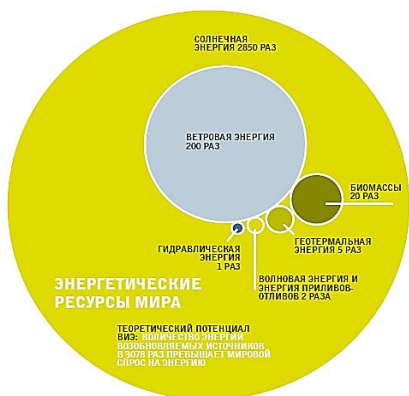 СОЛНЕЧНАЯ
ЭНЕРГИЯ 2850 РАЗ
ВЕТРОВАЯ ЭНЕРГИЯ
200 РАЗ
БИОМАССЫ
20 РАЗ
ГЕОТЕРМАЛЬНАЯ
ЭНЕРГИЯ 5 РАЗ
ГИДРАВЛИЧЕСКАЯ
ЭНЕРГИЯ
1 РАЗ
ВОЛНОВАЯ ЭНЕРГИЯ И
ЭНЕРГИЯ ПРИЛИВОВ-
ОТЛИВОВ 2 РАЗА
ЭНЕРГЕТИЧЕСКИЕ
РЕСУРСЫ МИРА
ТЕОРЕТИЧЕСКИЙ ПОТЕНЦИАЛ
ВИЭ: КОЛИЧЕСТВО ЭНЕРГИИ
ВОЗОБНОВЛЯЕМЫХ ИСТОЧНИКОВ
В 3078 РАЗ ПРЕВЫШАЕТ МИРОВОЙ
СПРОС НА ЭНЕРГИЮ